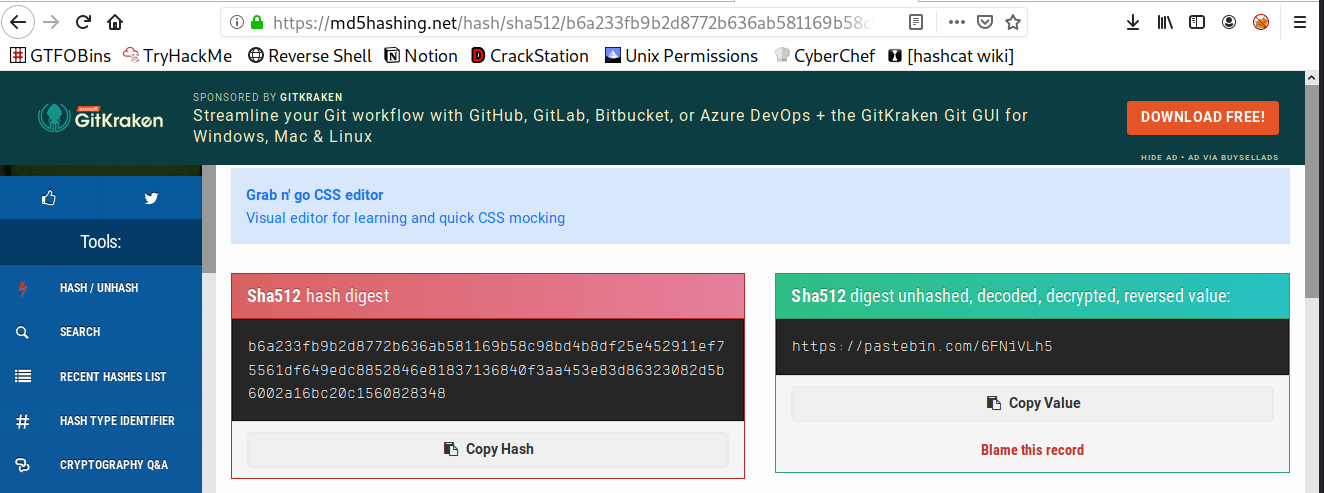 https://md5hashing.net/hash/sha512/b6a233fb9b2d8772b636ab581169b58c
GTFOBins TryHackMe Reverse Shell Notion CrackStation Unix Permissions CyberChef [hashcat wiki]
axosoft
GitKraken
SPONSORED BY GITKRAKEN
Streamline your Git workflow with GitHub, GitLab, Bitbucket, or Azure DevOps + the GitKraken Git GUI for
Windows, Mac & Linux
DOWNLOAD FREE!
HIDE AD • AD VIA BUYSELLADS
Tools:
HASH / UNHASH
SEARCH
RECENT HASHES LIST
HASH TYPE IDENTIFIER
CRYPTOGRAPHY Q&A
Grab n' go CSS editor
Visual editor for learning and quick CSS mocking
Sha512 hash digest
b6a233fb9b2d8772b636ab581169b58c98bd4b8df25e452911ef7
5561df649edc8852846e81837136840f3aa453e83d86323082d5b
6002a16bc20c1560828348
Copy Hash
Sha512 digest unhashed, decoded, decrypted, reversed value:
https://pastebin.com/6FNiVLh5
Copy Value
Blame this record